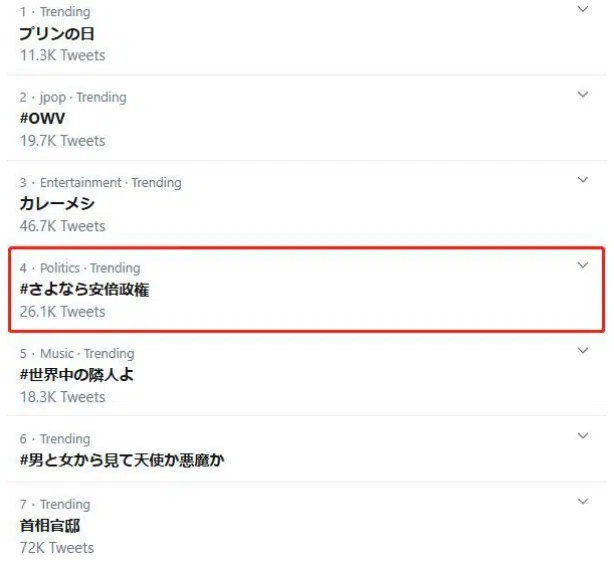 1 · Trending
プリンの日
11.3K Tweets
2 · jpop · Trending
#OWV
19.7K Tweets
3 · Entertainment · Trending
カレーメシ
46.7K Tweets
4 · Politics · Trending
#さよなら安倍政権
26.1K Tweets
5 · Music · Trending
#世界中の隣人よ
18.3K Tweets
6 · Trending
#男と女から見て天使か悪魔か
7 · Trending
首相官邸
72K Tweets